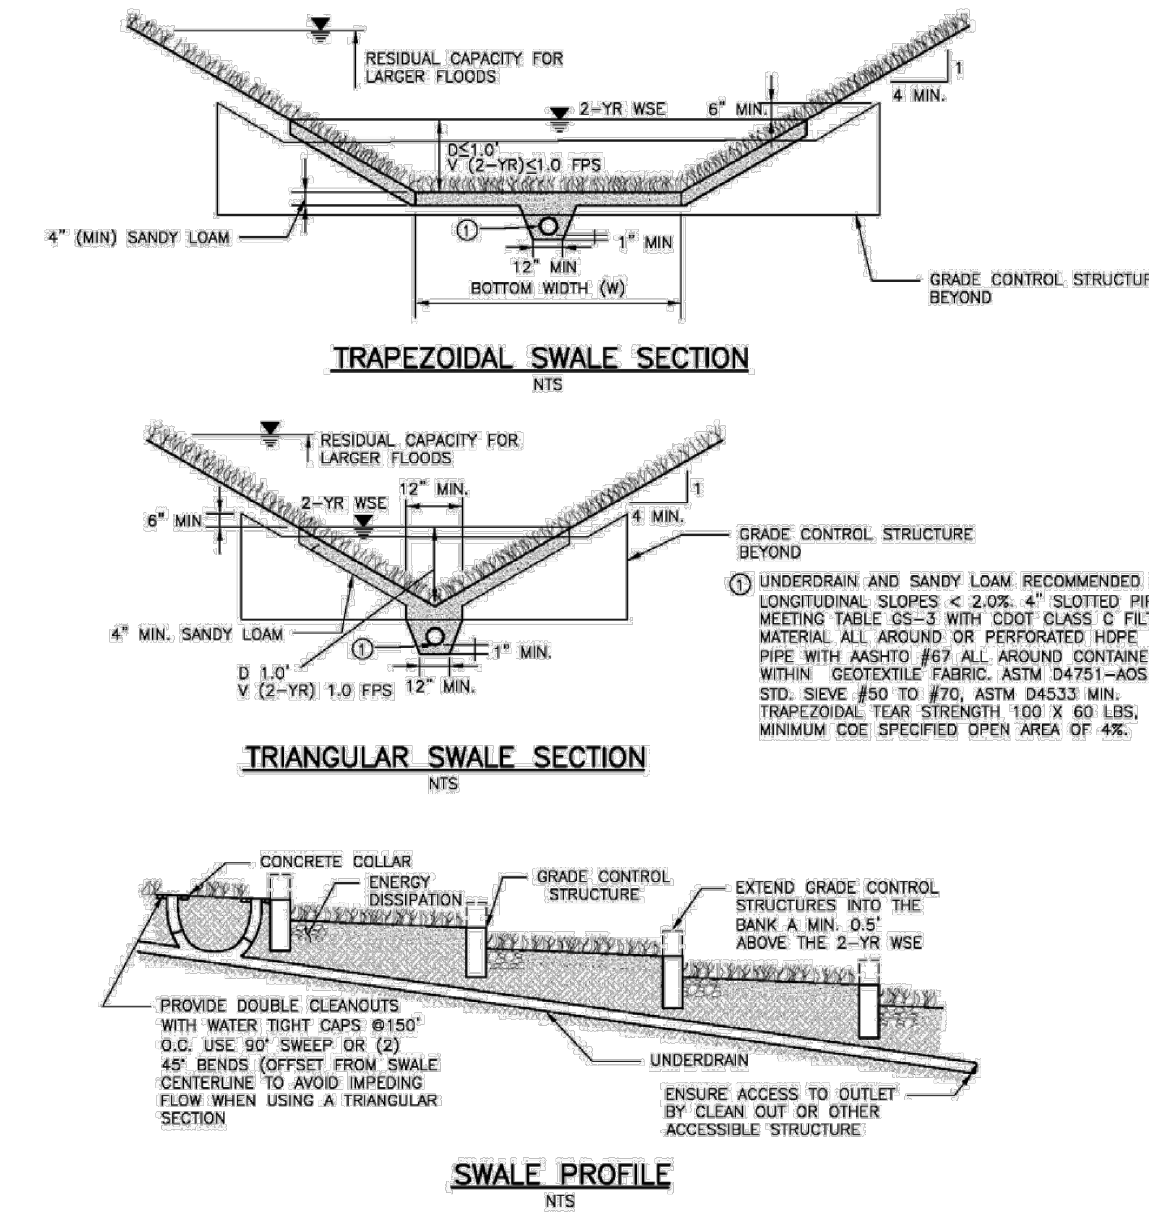 RESIDUAL CAPACITY FOR
LARGER FLOODS
2-YR WSE
6" MIN.
1
4 MIN.
D≤1.0'
V (2-YR)≤1.0 FPS
4" (MIN) SANDY LOAM
1
1" MIN
12" MIN
BOTTOM WIDTH (W)
GRADE CONTROL STRUCTUR
BEYOND
TRAPEZOIDAL SWALE SECTION
NTS
RESIDUAL CAPACITY FOR
LARGER FLOODS
2-YR WSE
12" MIN.
6" MIN
1
4 MIN.
GRADE CONTROL STRUCTURE
BEYOND
4" MIN. SANDY LOAM
1
1" MIN.
D 1.0'
V (2-YR) 1.0 FPS
12" MIN.
1 UNDERDRAIN AND SANDY LOAM RECOMMENDED
LONGITUDINAL SLOPES < 2.0%. 4" SLOTTED PIP
MEETING TABLE GS-3 WITH CDOT CLASS C FILT
MATERIAL ALL AROUND OR PERFORATED HDPE
PIPE WITH AASHTO #67 ALL AROUND CONTAINE
WITHIN GEOTEXTILE FABRIC. ASTM D4751-AOS
STD. SIEVE #50 TO #70, ASTM D4533 MIN.
TRAPEZOIDAL TEAR STRENGTH 100 X 60 LBS,
MINIMUM COE SPECIFIED OPEN AREA OF 4%.
TRIANGULAR SWALE SECTION
NTS
CONCRETE COLLAR
ENERGY
DISSIPATION
GRADE CONTROL
STRUCTURE
EXTEND GRADE CONTROL
STRUCTURES INTO THE
BANK A MIN. 0.5'
ABOVE THE 2-YR WSE
PROVIDE DOUBLE CLEANOUTS
WITH WATER TIGHT CAPS @150'
O.C. USE 90° SWEEP OR (2)
45° BENDS (OFFSET FROM SWALE
CENTERLINE TO AVOID IMPEDING
FLOW WHEN USING A TRIANGULAR
SECTION
UNDERDRAIN
ENSURE ACCESS TO OUTLET
BY CLEAN OUT OR OTHER
ACCESSIBLE STRUCTURE
SWALE PROFILE
NTS